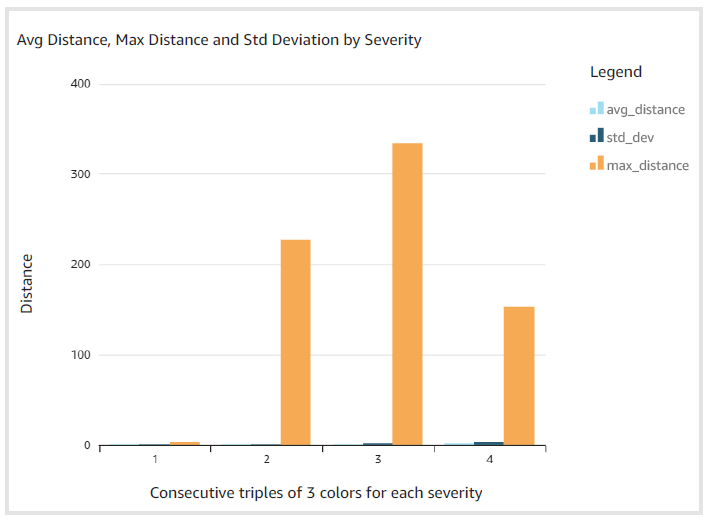 Avg Distance, Max Distance and Std Deviation by Severity
Legend
avg_distance
std_dev
max_distance
400
300
200
100
0
Distance
1 2 3 4
Consecutive triples of 3 colors for each severity